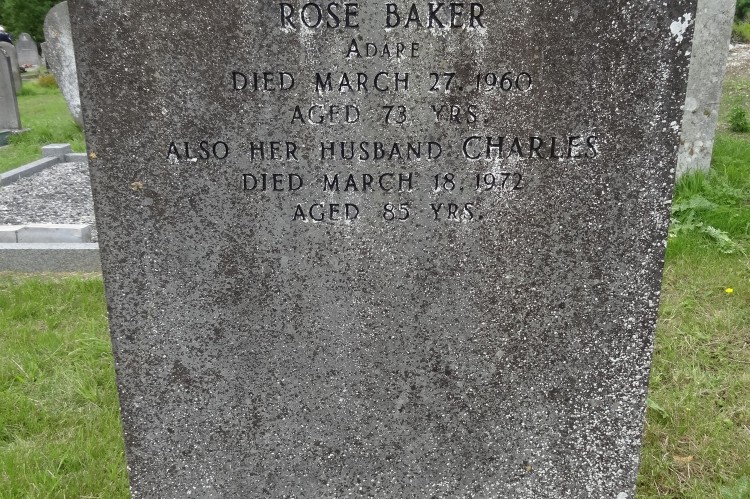 ROSE BAKER
ADARE
DIED MARCH 27. 1960
AGED 73 YRS.
ALSO HER HUSBAND CHARLES
DIED MARCH 18. 1972
AGED 85 YRS.